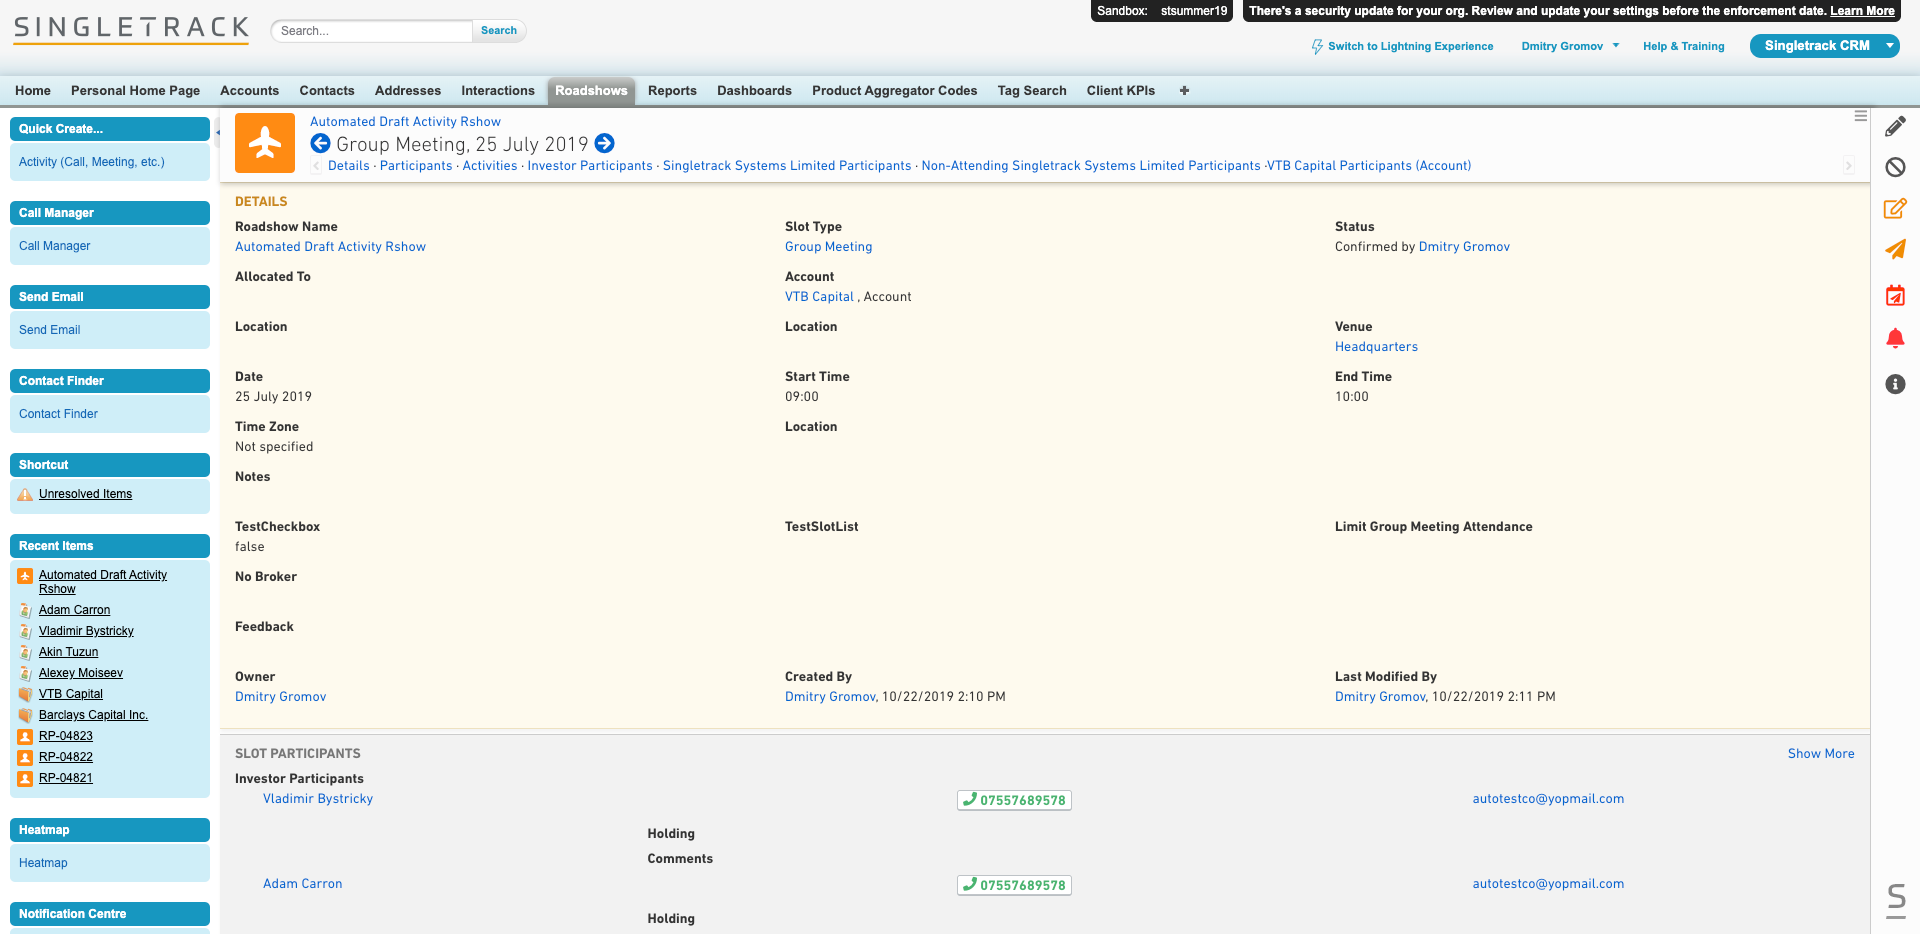 Sandbox: stsummer19
There's a security update for your org. Review and update your settings before the enforcement date. Learn More
SINGLETRACK
Search...
Search
Switch to Lightning Experience
Dmitry Gromov
Help & Training
Singletrack CRM
Home
Personal Home Page
Accounts
Contacts
Addresses
Interactions
Roadshows
Reports
Dashboards
Product Aggregator Codes
Tag Search
Client KPIs
+
Quick Create...
Activity (Call, Meeting, etc.)
Call Manager
Call Manager
Send Email
Send Email
Contact Finder
Contact Finder
Shortcut
Unresolved Items
Recent Items
Automated Draft Activity
Rshow
Adam Carron
Vladimir Bystricky
Akin Tuzun
Alexey Moiseev
VTB Capital
Barclays Capital Inc.
RP-04823
RP-04822
RP-04821
Heatmap
Heatmap
Notification Centre
Automated Draft Activity Rshow
Group Meeting, 25 July 2019
Details · Participants · Activities · Investor Participants · Singletrack Systems Limited Participants · Non-Attending Singletrack Systems Limited Participants ·VTB Capital Participants (Account)
DETAILS
Roadshow Name
Automated Draft Activity Rshow
Slot Type
Group Meeting
Status
Confirmed by Dmitry Gromov
Allocated To
Account
VTB Capital , Account
Location
Location
Venue
Headquarters
Date
25 July 2019
Start Time
09:00
End Time
10:00
Time Zone
Not specified
Location
Notes
TestCheckbox
false
TestSlotList
Limit Group Meeting Attendance
No Broker
Feedback
Owner
Dmitry Gromov
Created By
Dmitry Gromov, 10/22/2019 2:10 PM
Last Modified By
Dmitry Gromov, 10/22/2019 2:11 PM
SLOT PARTICIPANTS
Show More
Investor Participants
Vladimir Bystricky
07557689578
autotestco@yopmail.com
Holding
Comments
Adam Carron
07557689578
autotestco@yopmail.com
Holding
S